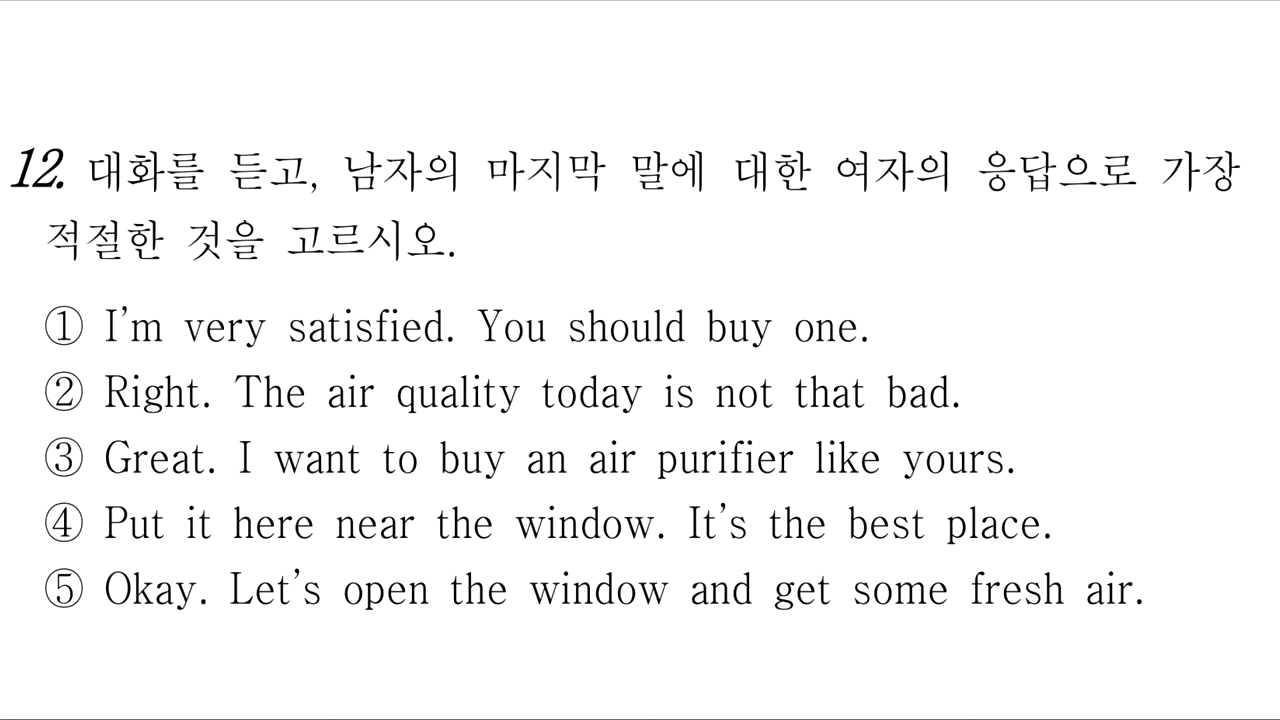 12. 대화를 듣고, 남자의 마지막 말에 대한 여자의 응답으로 가장
적절한 것을 고르시오.
① I’m very satisfied. You should buy one.
② Right. The air quality today is not that bad.
③ Great. I want to buy an air purifier like yours.
④ Put it here near the window. It’s the best place.
⑤ Okay. Let’s open the window and get some fresh air.